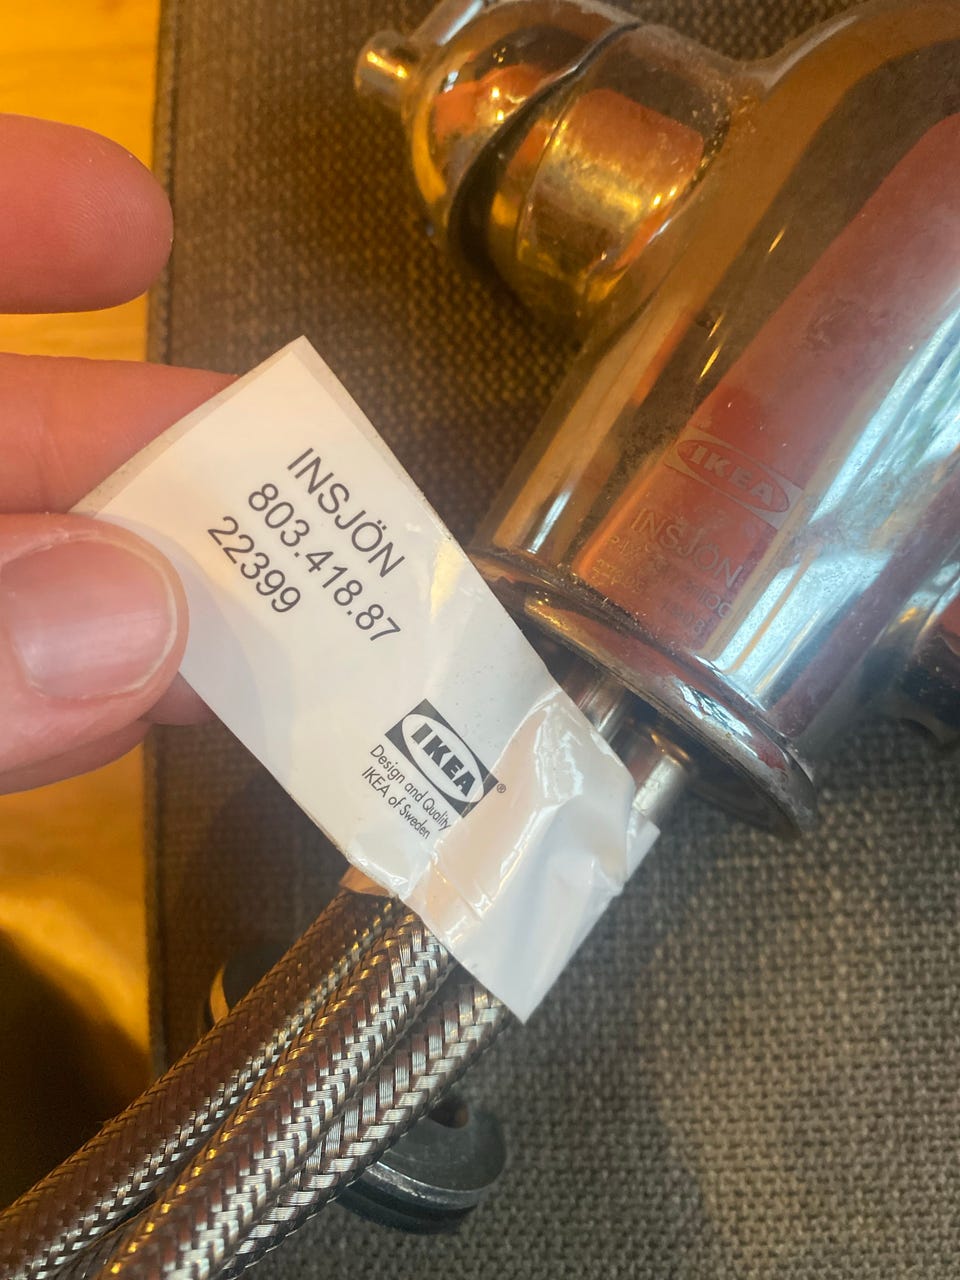 INSJÖN
803.418.87
22399
IKEA®
Design and Quality
IKEA of Sweden
IKEA
INSJÖN